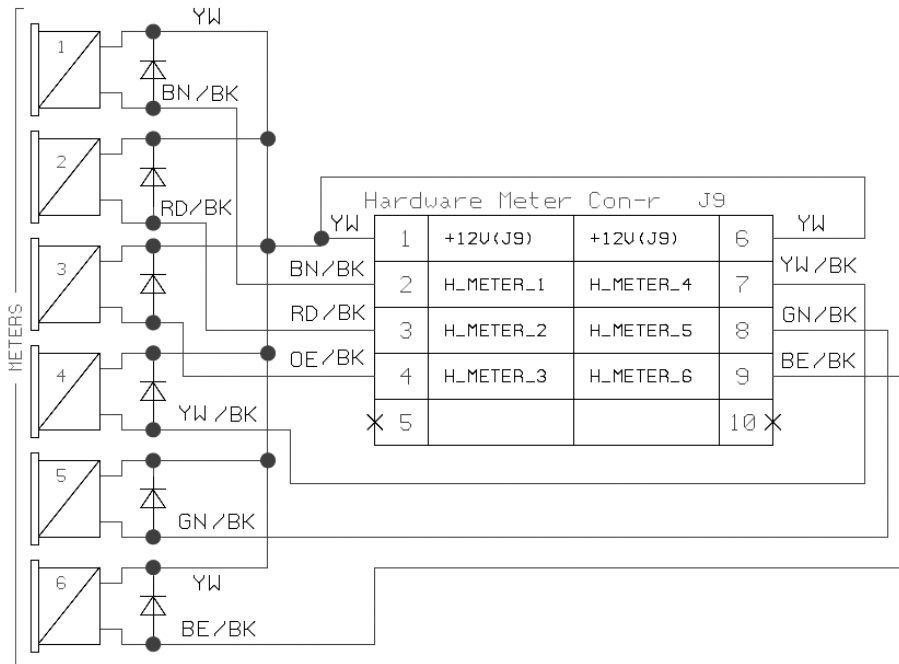 YW
1
BN/BK
2
RD/BK
3
OE/BK
4
YW/BK
5
GN/BK
6
YW
BE/BK
METERS
Hardware Meter Con-r J9
YW 1 +12V(J9) +12V(J9) 6 YW
BN/BK 2 H_METER_1 H_METER_4 7 YW/BK
RD/BK 3 H_METER_2 H_METER_5 8 GN/BK
OE/BK 4 H_METER_3 H_METER_6 9 BE/BK
5 10